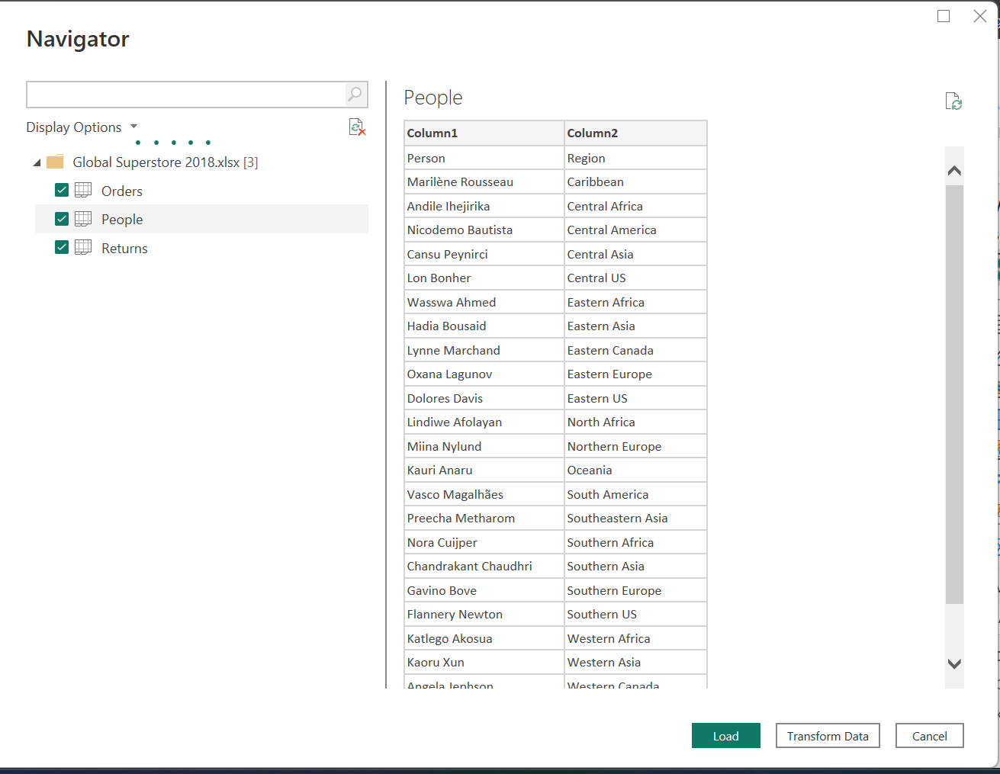 Navigator
Display Options
Global Superstore 2018.xlsx [3]
Orders
People
Returns
People
Column1 Column2
Person Region
Marilène Rousseau Caribbean
Andile Ihejirika Central Africa
Nicodemo Bautista Central America
Cansu Peynirci Central Asia
Lon Bonher Central US
Wasswa Ahmed Eastern Africa
Hadia Bousaid Eastern Asia
Lynne Marchand Eastern Canada
Oxana Lagunov Eastern Europe
Dolores Davis Eastern US
Lindiwe Afolayan North Africa
Miina Nylund Northern Europe
Kauri Anaru Oceania
Vasco Magalhães South America
Preecha Metharom Southeastern Asia
Nora Cuijper Southern Africa
Chandrakant Chaudhri Southern Asia
Gavino Bove Southern Europe
Flannery Newton Southern US
Katlego Akosua Western Africa
Kaoru Xun Western Asia
Angela Jephson Western Canada
Load Transform Data Cancel